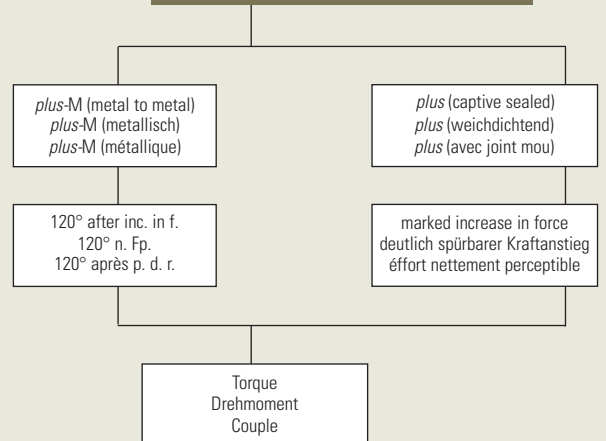 plus-M (metal to metal)
plus-M (metallisch)
plus-M (métallique)
plus (captive sealed)
plus (weichdichtend)
plus (avec joint mou)
120° after inc. in f.
120° n. Fp.
120° après p. d. r.
marked increase in force
deutlich spürbarer Kraftanstieg
éffort nettement perceptible
Torque
Drehmoment
Couple